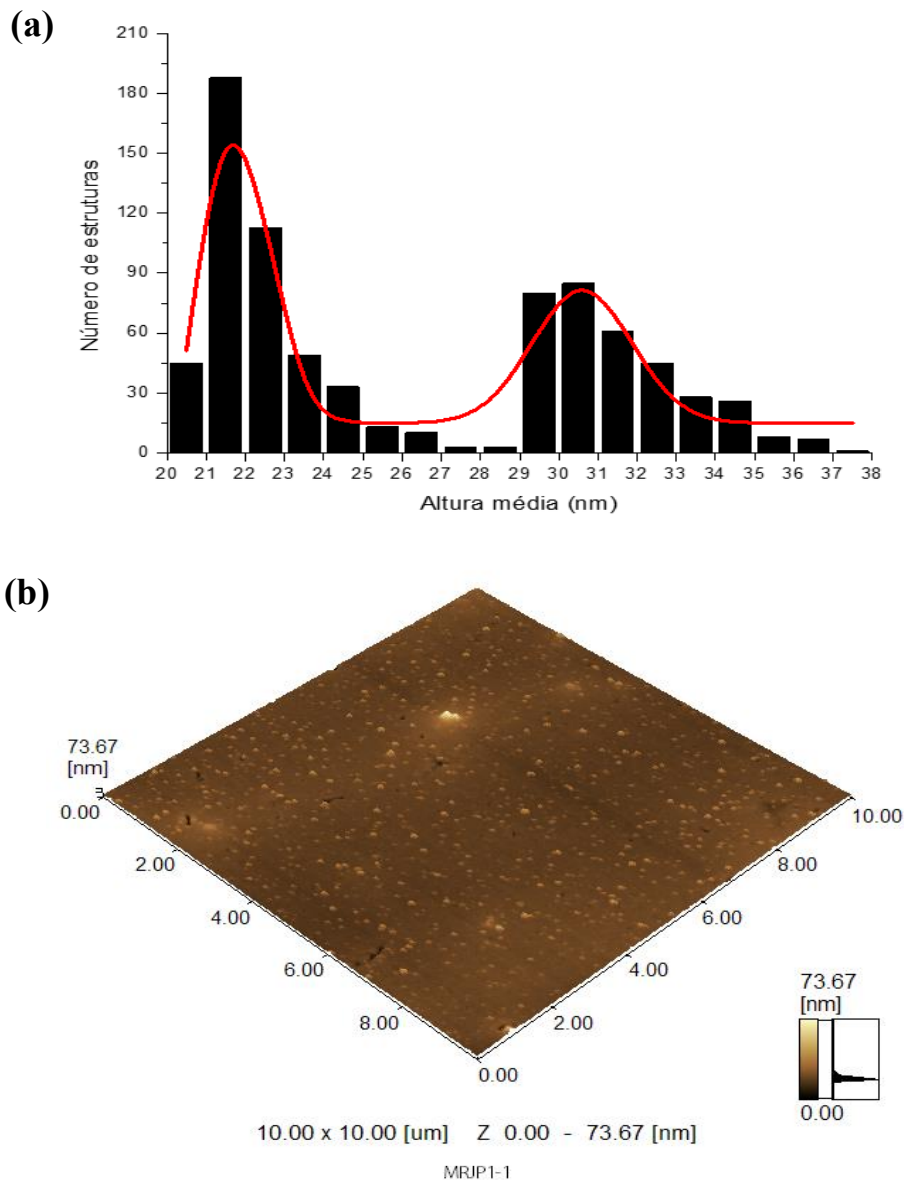 (a)
210
180
150
120
90
60
30
0
Número de estruturas
20 21 22 23 24 25 26 27 28 29 30 31 32 33 34 35 36 37 38
Altura média (nm)
(b)
73.67
[nm]
0.00
2.00
4.00
6.00
8.00
0.00
2.00
4.00
6.00
8.00
10.00
73.67
[nm]
0.00
10.00 x 10.00 [um] Z 0.00 - 73.67 [nm]
MRJP1-1